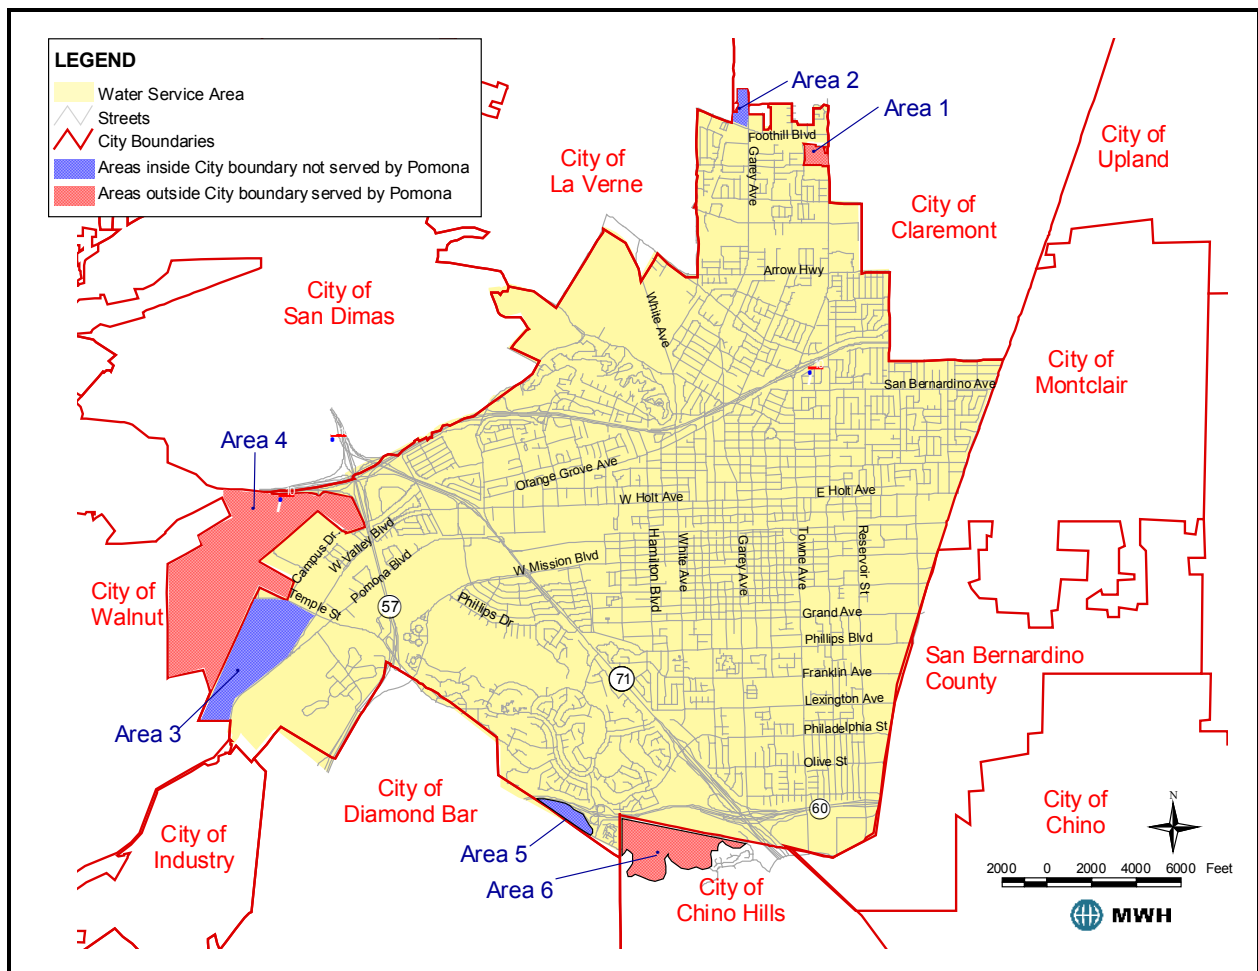 LEGEND
Water Service Area
Streets
City Boundaries
Areas inside City boundary not served by Pomona
Areas outside City boundary served by Pomona
Area 2
Area 1
Foothill Blvd
Garey Ave
City of
La Verne
City of
Upland
City of
Claremont
Arrow Hwy
White Ave
City of
San Dimas
City of
Montclair
San Bernardino Ave
Area 4
Orange Grove Ave
W Holt Ave
E Holt Ave
10
Campus Dr
W Valley Blvd
Pomona Blvd
Temple St
57
W Mission Blvd
Phillips Dr
Hamilton Blvd
White Ave
Garey Ave
Towne Ave
Reservoir St
City of
Walnut
Grand Ave
Phillips Blvd
Franklin Ave
Lexington Ave
Philadelphia St
Olive St
71
60
San Bernardino
County
Area 3
City of
Diamond Bar
City of
Industry
Area 5
Area 6
City of
Chino Hills
City of
Chino
N
2000 0 2000 4000 6000 Feet
MWH